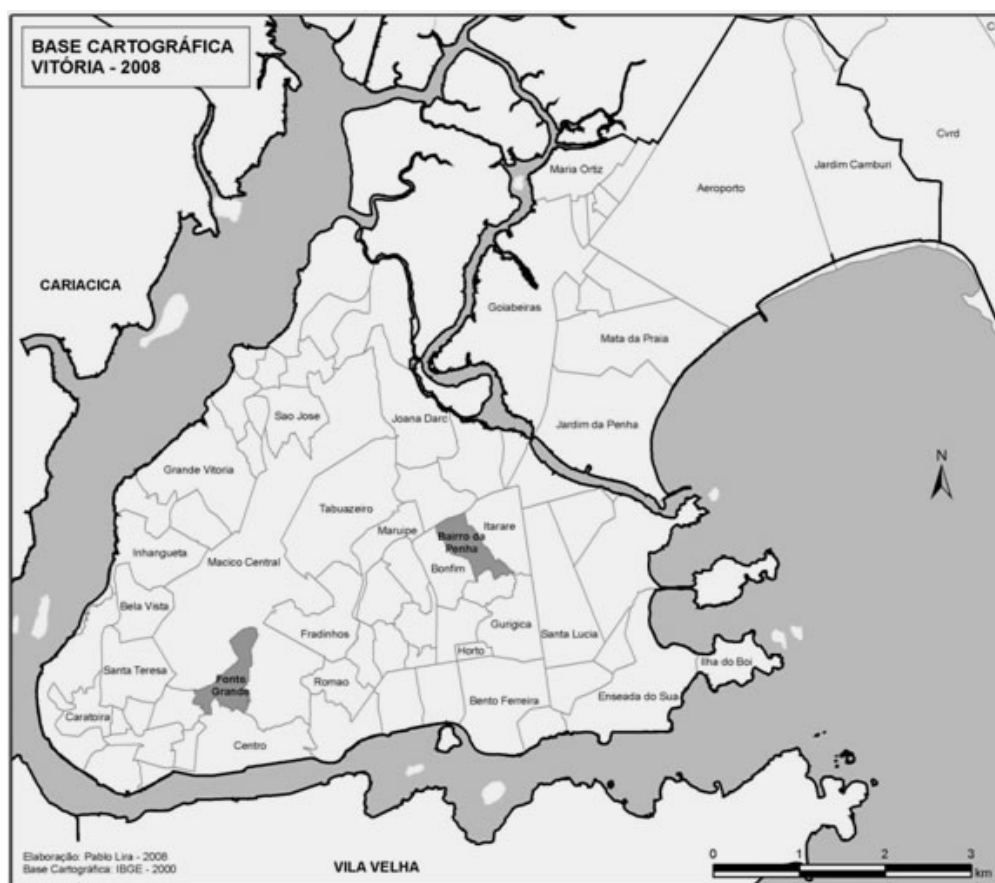 BASE CARTOGRÁFICA
VITÓRIA - 2008
C
Cvrd
Jardim Camburi
Maria Ortiz
Aeroporto
CARIACICA
Goiabeiras
Mata da Praia
Sao Jose
Joana Darc
Jardim da Penha
N
Grande Vitoria
Tabuazeiro
Maruipe
Itarare
Bairro da
Penha
Inhangueta
Macico Central
Bonfim
Bela Vista
Gurigica
Fradinhos
Santa Lucia
Horto
Santa Teresa
Fonte
Grande
Romao
Ilha do Boi
Enseada do Sua
Bento Ferreira
Caratoira
Centro
Elaboração: Pablo Lira - 2008
Base Cartográfica: IBGE - 2000
VILA VELHA
0 1 2 3
km